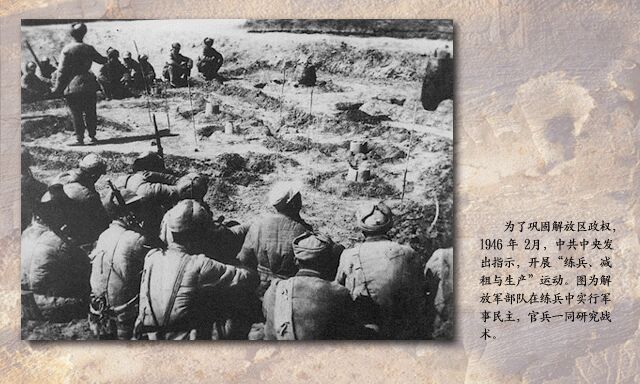 为了巩固解放区政权,
1946 年 2月, 中共中央发
出指示, 开展“练兵、减
租与生产”运动。图为解
放军部队在练兵中实行军
事民主, 官兵一同研究战
术。